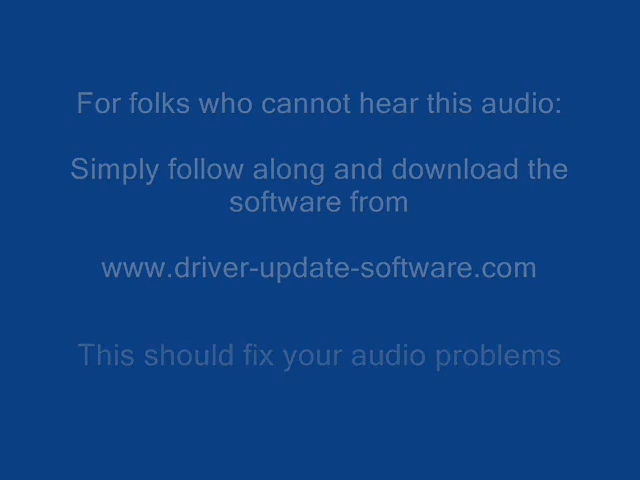 For folks who cannot hear this audio:
Simply follow along and download the
software from
www.driver-update-software.com
This should fix your audio problems